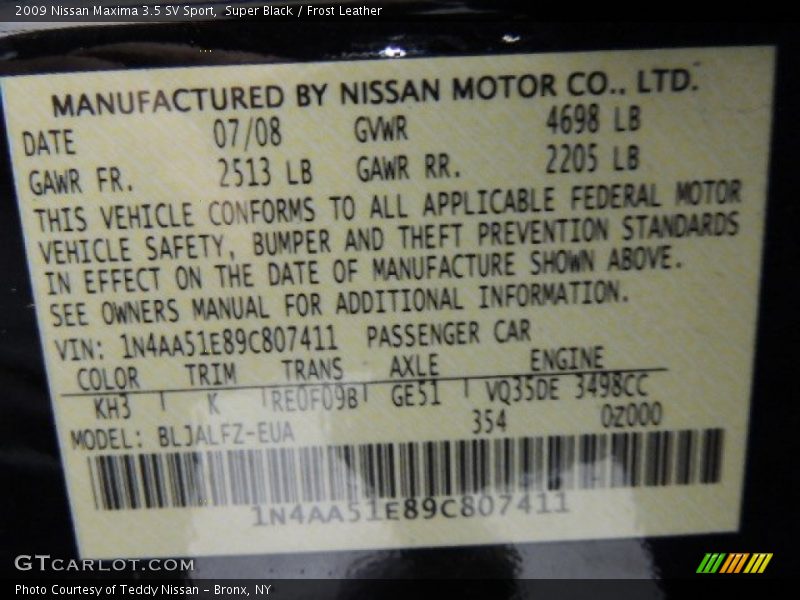 2009 Nissan Maxima 3.5 SV Sport,  Super Black / Frost Leather
MANUFACTURED BY NISSAN MOTOR CO., LTD.
DATE 07/08 GVWR 4698 LB
GAWR FR. 2513 LB GAWR RR. 2205 LB
THIS VEHICLE CONFORMS TO ALL APPLICABLE FEDERAL MOTOR
VEHICLE SAFETY, BUMPER AND THEFT PREVENTION STANDARDS
IN EFFECT ON THE DATE OF MANUFACTURE SHOWN ABOVE.
SEE OWNERS MANUAL FOR ADDITIONAL INFORMATION.
VIN: 1N4AA51E89C807411 PASSENGER CAR
COLOR TRIM TRANS AXLE ENGINE
KH3 K RE0F09B GE51 VQ35DE 3498CC
MODEL: BLJALFZ-EUA 354 0Z000
1N4AA51E89C807411
GTCARLOT.COM
Photo Courtesy of Teddy Nissan – Bronx, NY